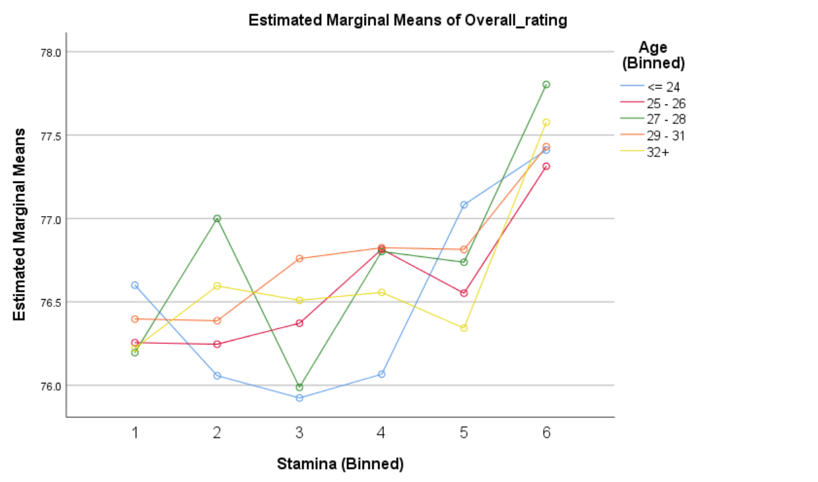 Estimated Marginal Means of Overall_rating
Age
(Binned)
<= 24
25 - 26
27 - 28
29 - 31
32+
78.0
77.5
77.0
76.5
76.0
Estimated Marginal Means
1 2 3 4 5 6
Stamina (Binned)